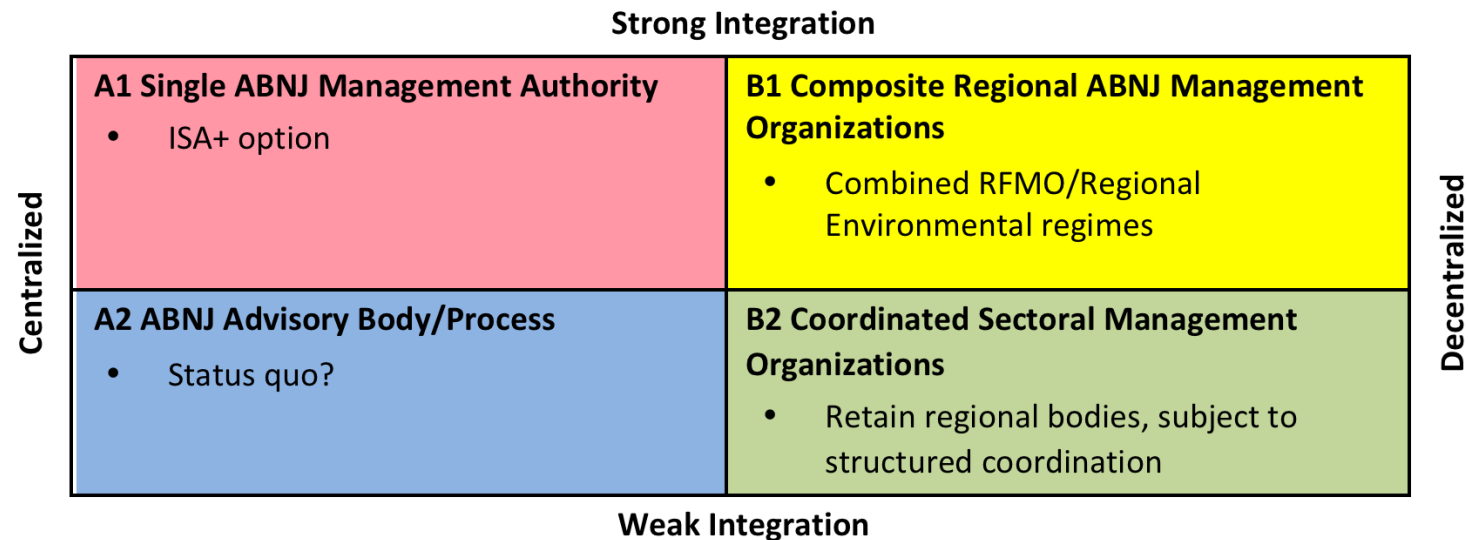 Strong Integration
Centralized
A1 Single ABNJ Management Authority
• ISA+ option
B1 Composite Regional ABNJ Management
Organizations
• Combined RFMO/Regional
Environmental regimes
A2 ABNJ Advisory Body/Process
• Status quo?
B2 Coordinated Sectoral Management
Organizations
• Retain regional bodies, subject to
structured coordination
Decentralized
Weak Integration